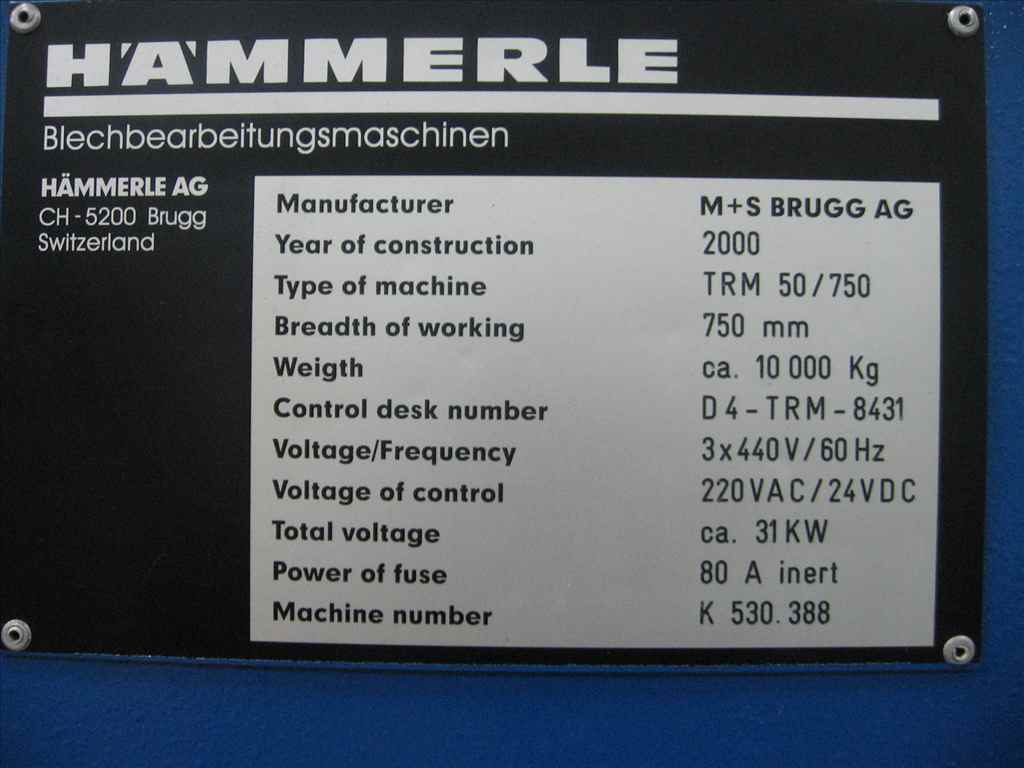 HÄMMERLE
Blechbearbeitungsmaschinen
HÄMMERLE AG
CH - 5200 Brugg
Switzerland
Manufacturer M+S BRUGG AG
Year of construction 2000
Type of machine TRM 50/750
Breadth of working 750 mm
Weigth ca. 10 000 Kg
Control desk number D4-TRM-8431
Voltage/Frequency 3x440V/60Hz
Voltage of control 220VAC/24VDC
Total voltage ca. 31KW
Power of fuse 80 A inert
Machine number K 530.388